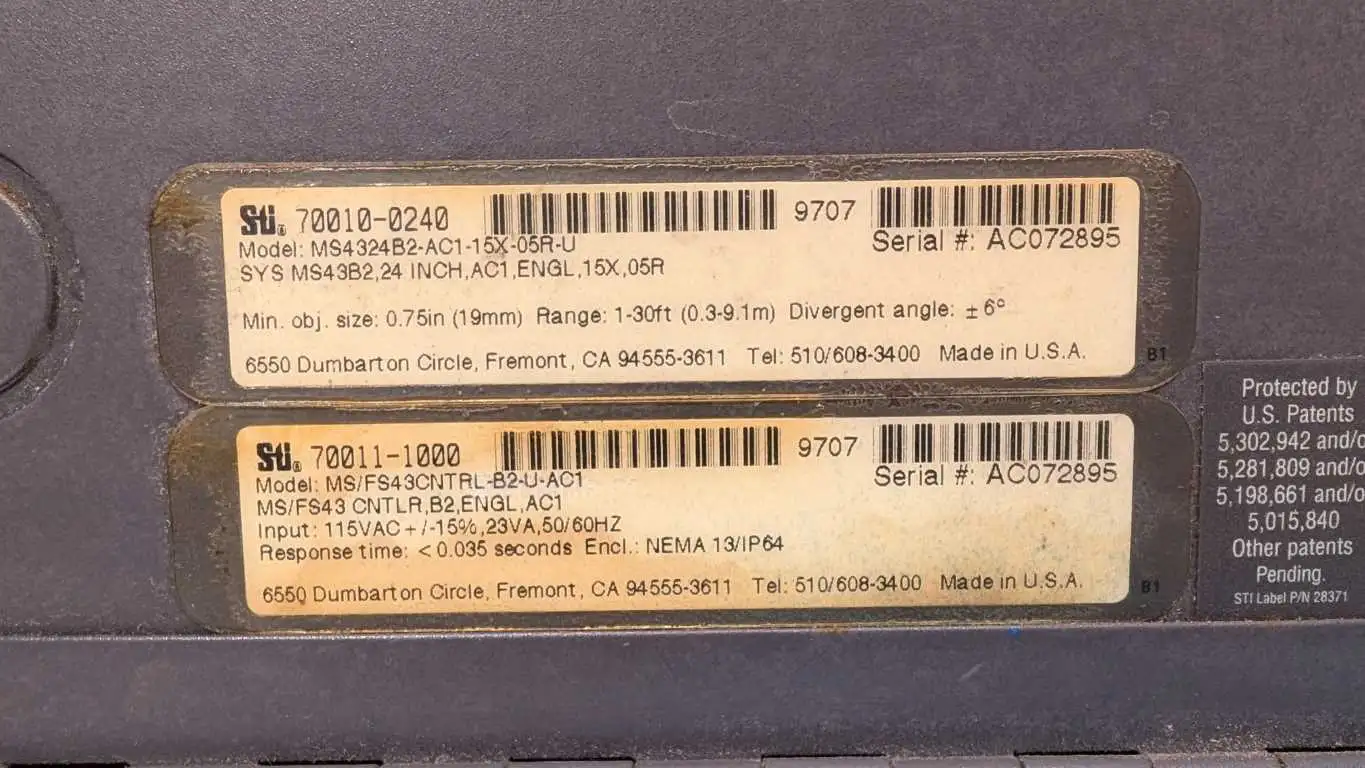 Sti® 70010-0240 9707
Serial #: AC072895
Model: MS4324B2-AC1-15X-05R-U
SYS MS43B2,24 INCH,AC1,ENGL,15X,05R
Min. obj. size: 0.75in (19mm) Range: 1-30ft (0.3-9.1m) Divergent angle: ± 6°
6550 Dumbarton Circle, Fremont, CA 94555-3611 Tel: 510/608-3400 Made in U.S.A.
B1
Sti® 70011-1000 9707
Serial #: AC072895
Model: MS/FS43CNTRL-B2-U-AC1
MS/FS43 CNTLR,B2,ENGL,AC1
Input: 115VAC+/-15%,23VA,50/60HZ
Response time: <0.035 seconds Encl.: NEMA 13/IP64
6550 Dumbarton Circle, Fremont, CA 94555-3611 Tel: 510/608-3400 Made in U.S.A.
B1
Protected by
U.S. Patents
5,302,942 and/o
5,281,809 and/o
5,198,661 and/o
5,015,840
Other patents
Pending.
STI Label P/N 28371